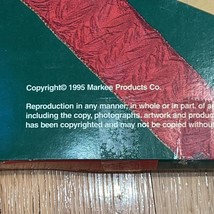 Copyright© 1995 Markee Products Co.
Reproduction in any manner, in whole or in part, of a
including the copy, photographs, artwork and produc
has been copyrighted and may not be copied without